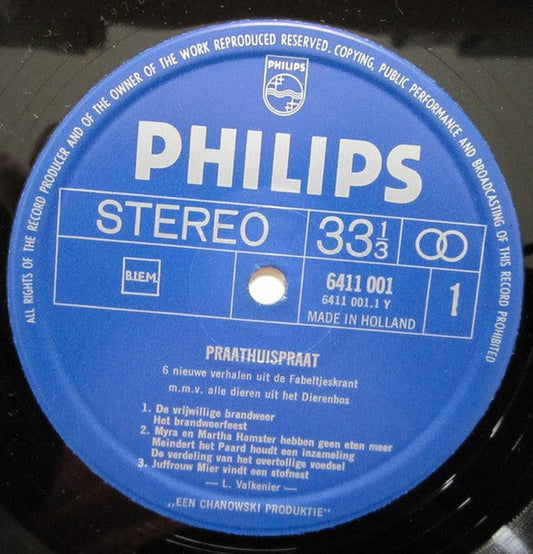 ALL RIGHTS OF THE RECORD PRODUCER AND OF THE OWNER OF THE WORK REPRODUCED RESERVED. COPYING, PUBLIC PERFORMANCE AND BROADCASTING OF THIS RECORD PROHIBITED
PHILIPS
PHILIPS
STEREO
33⅓
B.I.E.M.
6411 001
6411 001.1 Y
MADE IN HOLLAND
1
PRAATHUISPRAAT
6 nieuwe verhalen uit de Fabeltjeskrant
m.m.v. alle dieren uit het Dierenbos
1. De vrijwillige brandweer
Het brandweerfeest
2. Myra en Martha Hamster hebben geen eten meer
Meindert het Paard houdt een inzameling
De verdeling van het overtollige voedsel
3. Juffrouw Mier vindt een stofnest
— L. Valkenier —
„EEN CHANOWSKI PRODUKTIE"